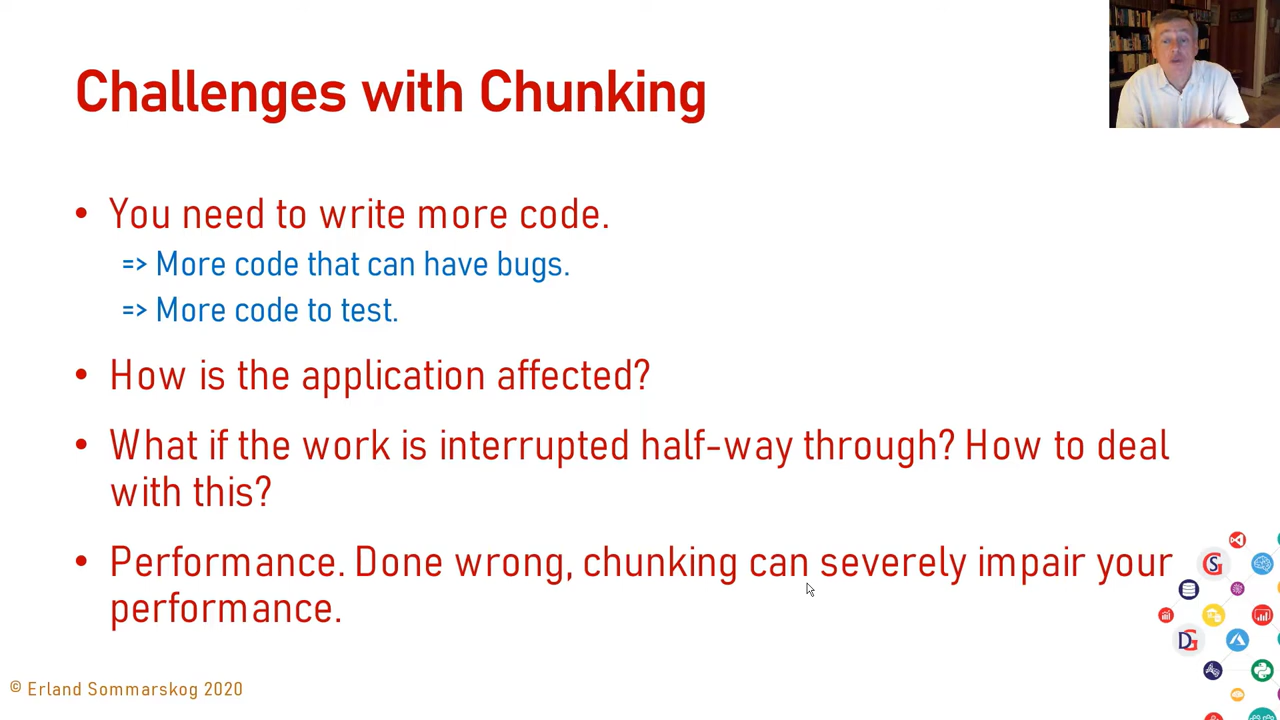 Challenges with Chunking
• You need to write more code.
=> More code that can have bugs.
=> More code to test.
• How is the application affected?
• What if the work is interrupted half-way through? How to deal
with this?
• Performance. Done wrong, chunking can severely impair your
performance.
© Erland Sommarskog 2020